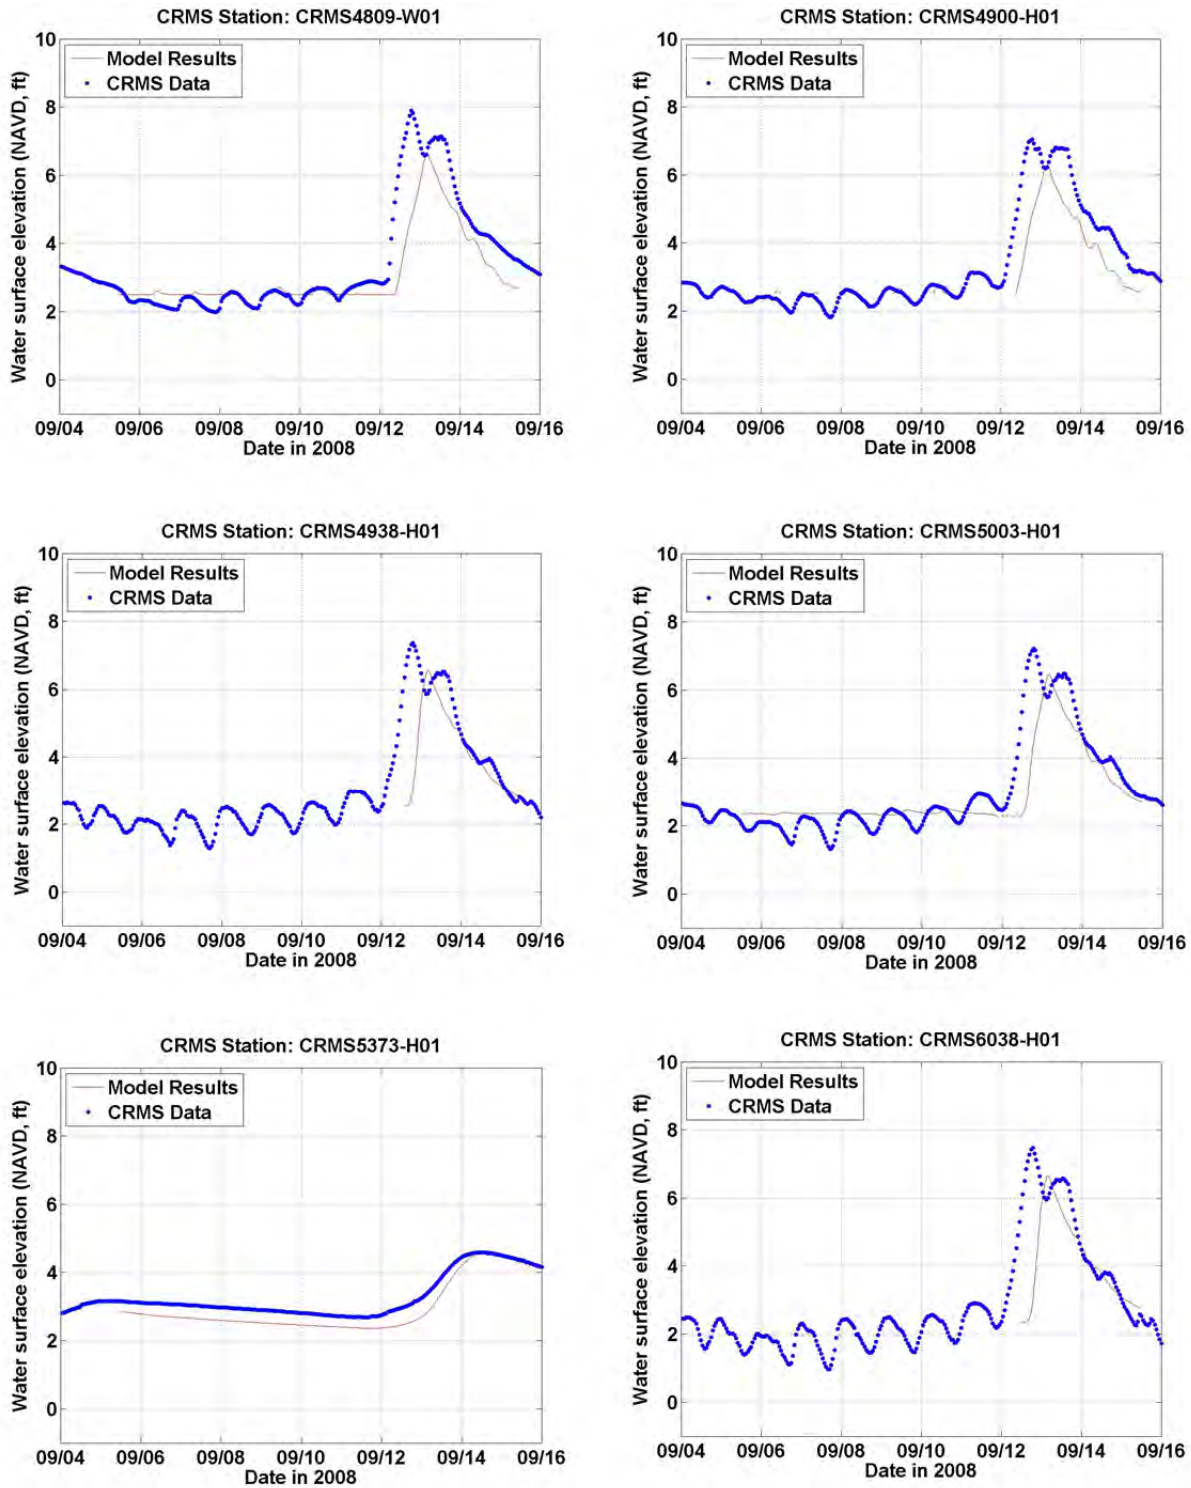 CRMS Station: CRMS4809-W01
10
8
6
4
2
0
Water surface elevation (NAVD, ft)
Model Results
CRMS Data
09/04 09/06 09/08 09/10 09/12 09/14 09/16
Date in 2008
CRMS Station: CRMS4900-H01
10
8
6
4
2
0
Water surface elevation (NAVD, ft)
Model Results
CRMS Data
09/04 09/06 09/08 09/10 09/12 09/14 09/16
Date in 2008
CRMS Station: CRMS4938-H01
10
8
6
4
2
0
Water surface elevation (NAVD, ft)
Model Results
CRMS Data
09/04 09/06 09/08 09/10 09/12 09/14 09/16
Date in 2008
CRMS Station: CRMS5003-H01
10
8
6
4
2
0
Water surface elevation (NAVD, ft)
Model Results
CRMS Data
09/04 09/06 09/08 09/10 09/12 09/14 09/16
Date in 2008
CRMS Station: CRMS5373-H01
10
8
6
4
2
0
Water surface elevation (NAVD, ft)
Model Results
CRMS Data
09/04 09/06 09/08 09/10 09/12 09/14 09/16
Date in 2008
CRMS Station: CRMS6038-H01
10
8
6
4
2
0
Water surface elevation (NAVD, ft)
Model Results
CRMS Data
09/04 09/06 09/08 09/10 09/12 09/14 09/16
Date in 2008